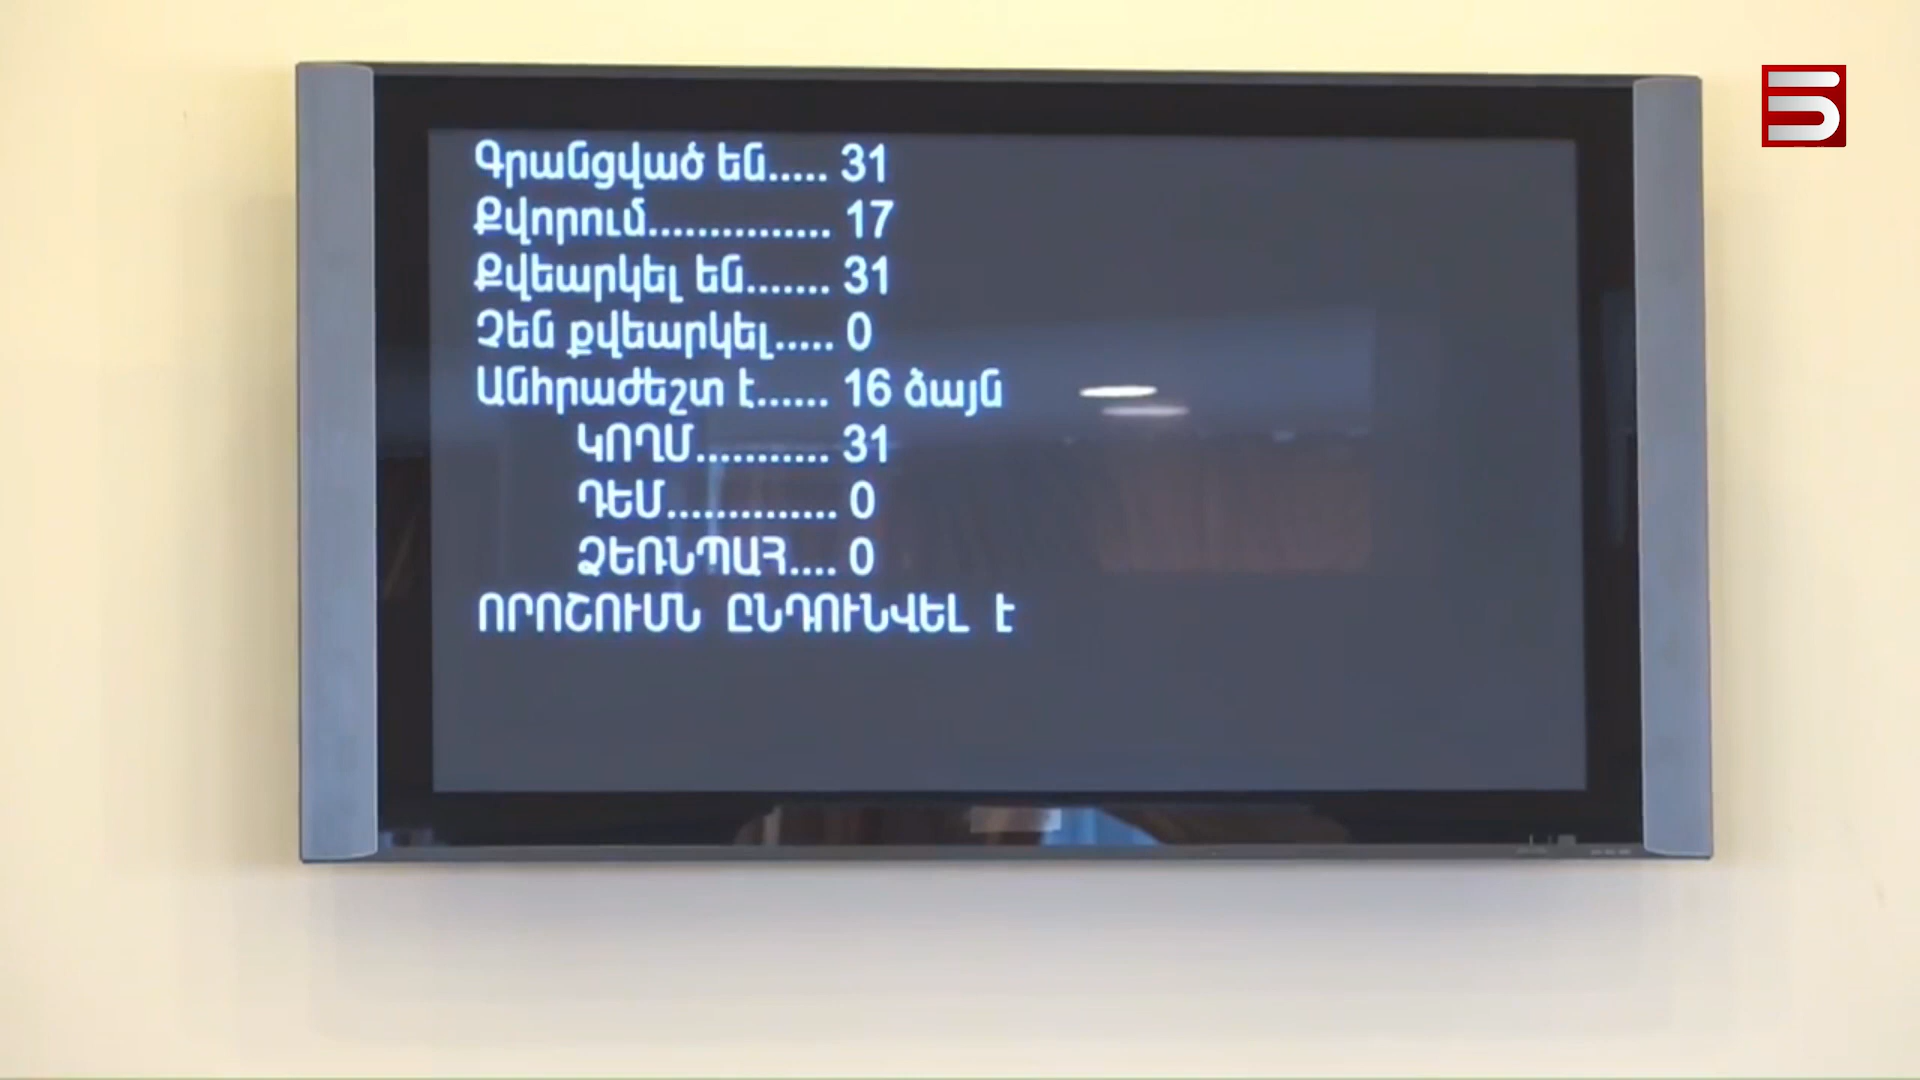 Գրանցված են..... 31
Քվորում............... 17
Քվեարկել են....... 31
Չեն քվեարկել..... 0
Անհրաժեշտ է...... 16 ձայն
ԿՈՂՄ........... 31
ԴԵՄ.............. 0
ՁԵՌՆՊԱՀ.... 0
ՈՐՈՇՈՒՄՆ ԸՆԴՈՒՆՎԵԼ է
5